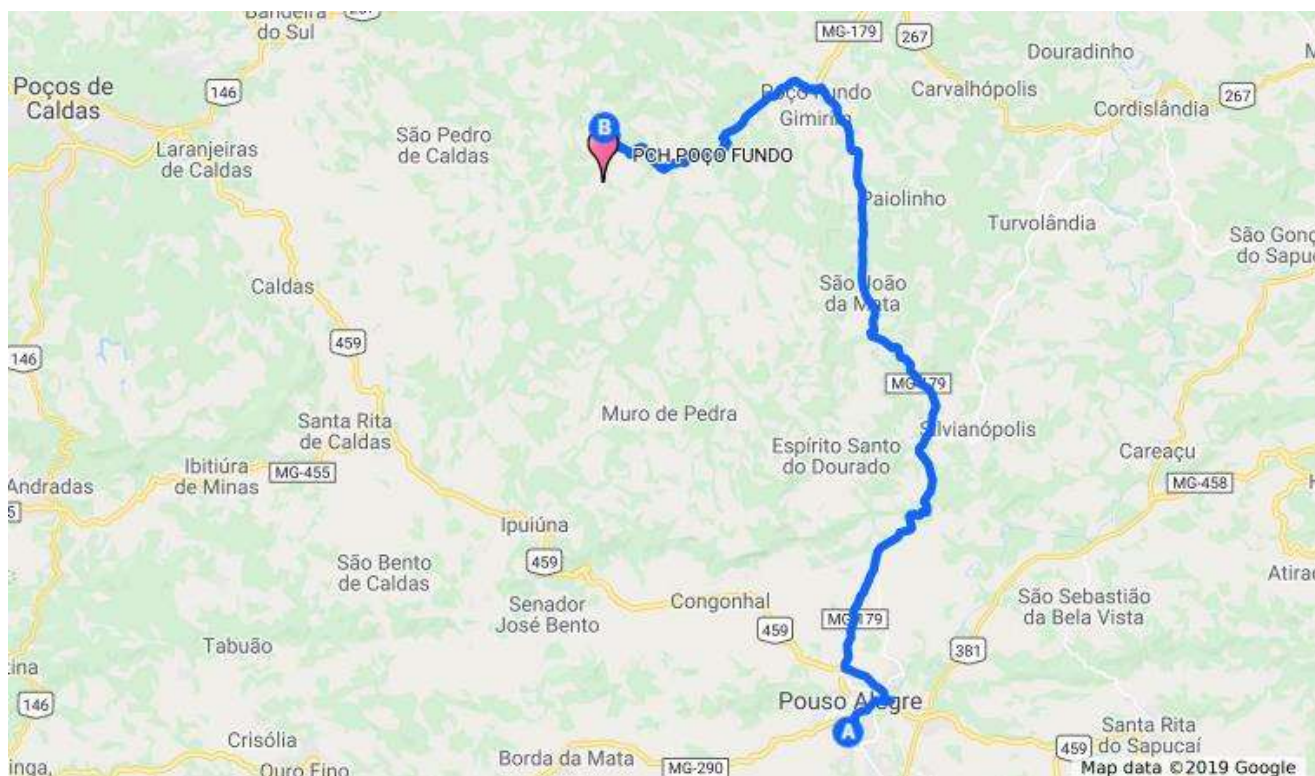 Bandeira
do Sul
MG-179
267
Douradinho
Poços de
Caldas
146
Poço Fundo
Gimirim
Carvalhópolis
Cordislândia
267
São Pedro
de Caldas
Laranjeiras
de Caldas
B
PCH POÇO FUNDO
Paiolinho
Turvolândia
São Gonç
do Sapuc
Caldas
São João
da Mata
459
146
MG-179
Muro de Pedra
Silvianópolis
Santa Rita
de Caldas
Espírito Santo
do Dourado
Careaçu
Ibitiúra
de Minas
MG-455
Andradas
MG-458
5
Ipuiúna
459
São Bento
de Caldas
Atirac
Senador
José Bento
Congonhal
459
MG-179
São Sebastião
da Bela Vista
Tabuão
381
tina
146
Pouso Alegre
A
Santa Rita
do Sapucaí
459
Crisólia
Borda da Mata
MG-290
inga,
Ouro Fino
Map data ©2019 Google